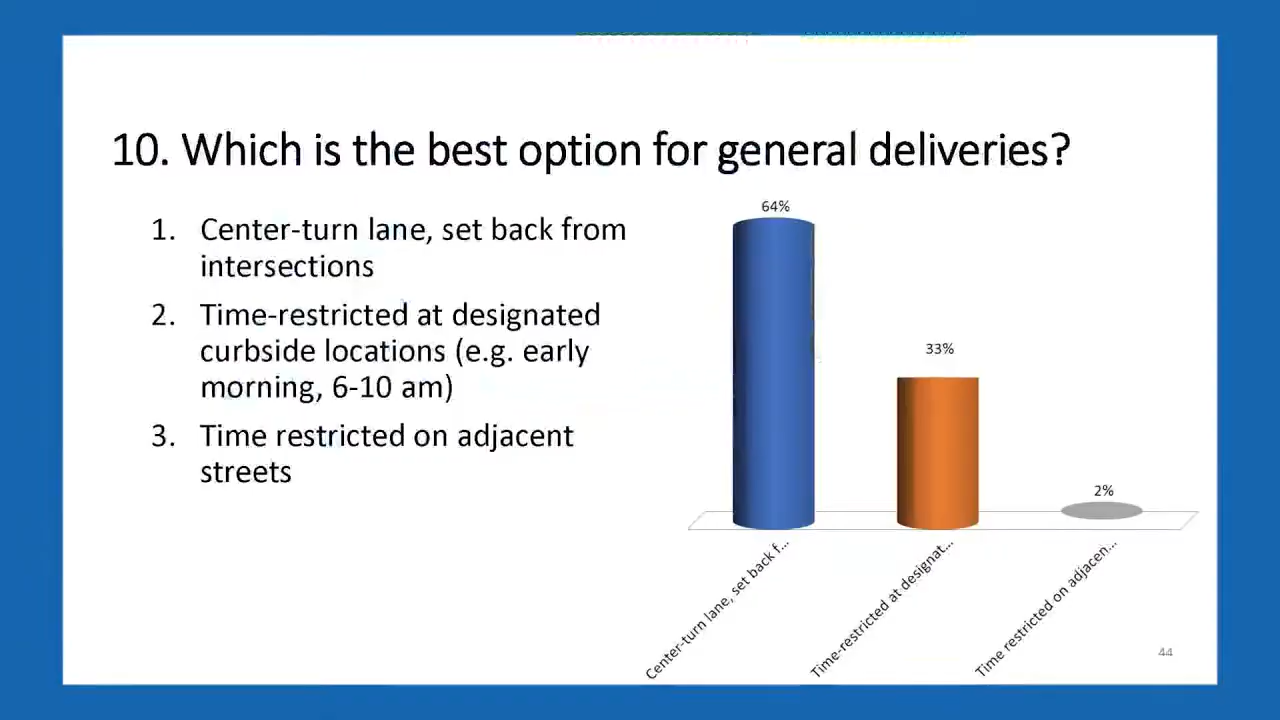 10. Which is the best option for general deliveries?
1. Center-turn lane, set back from
intersections
2. Time-restricted at designated
curbside locations (e.g. early
morning, 6-10 am)
3. Time restricted on adjacent
streets
64%
33%
2%
Center-turn lane, set back f...
Time-restricted at designat...
Time restricted on adjacen...
44